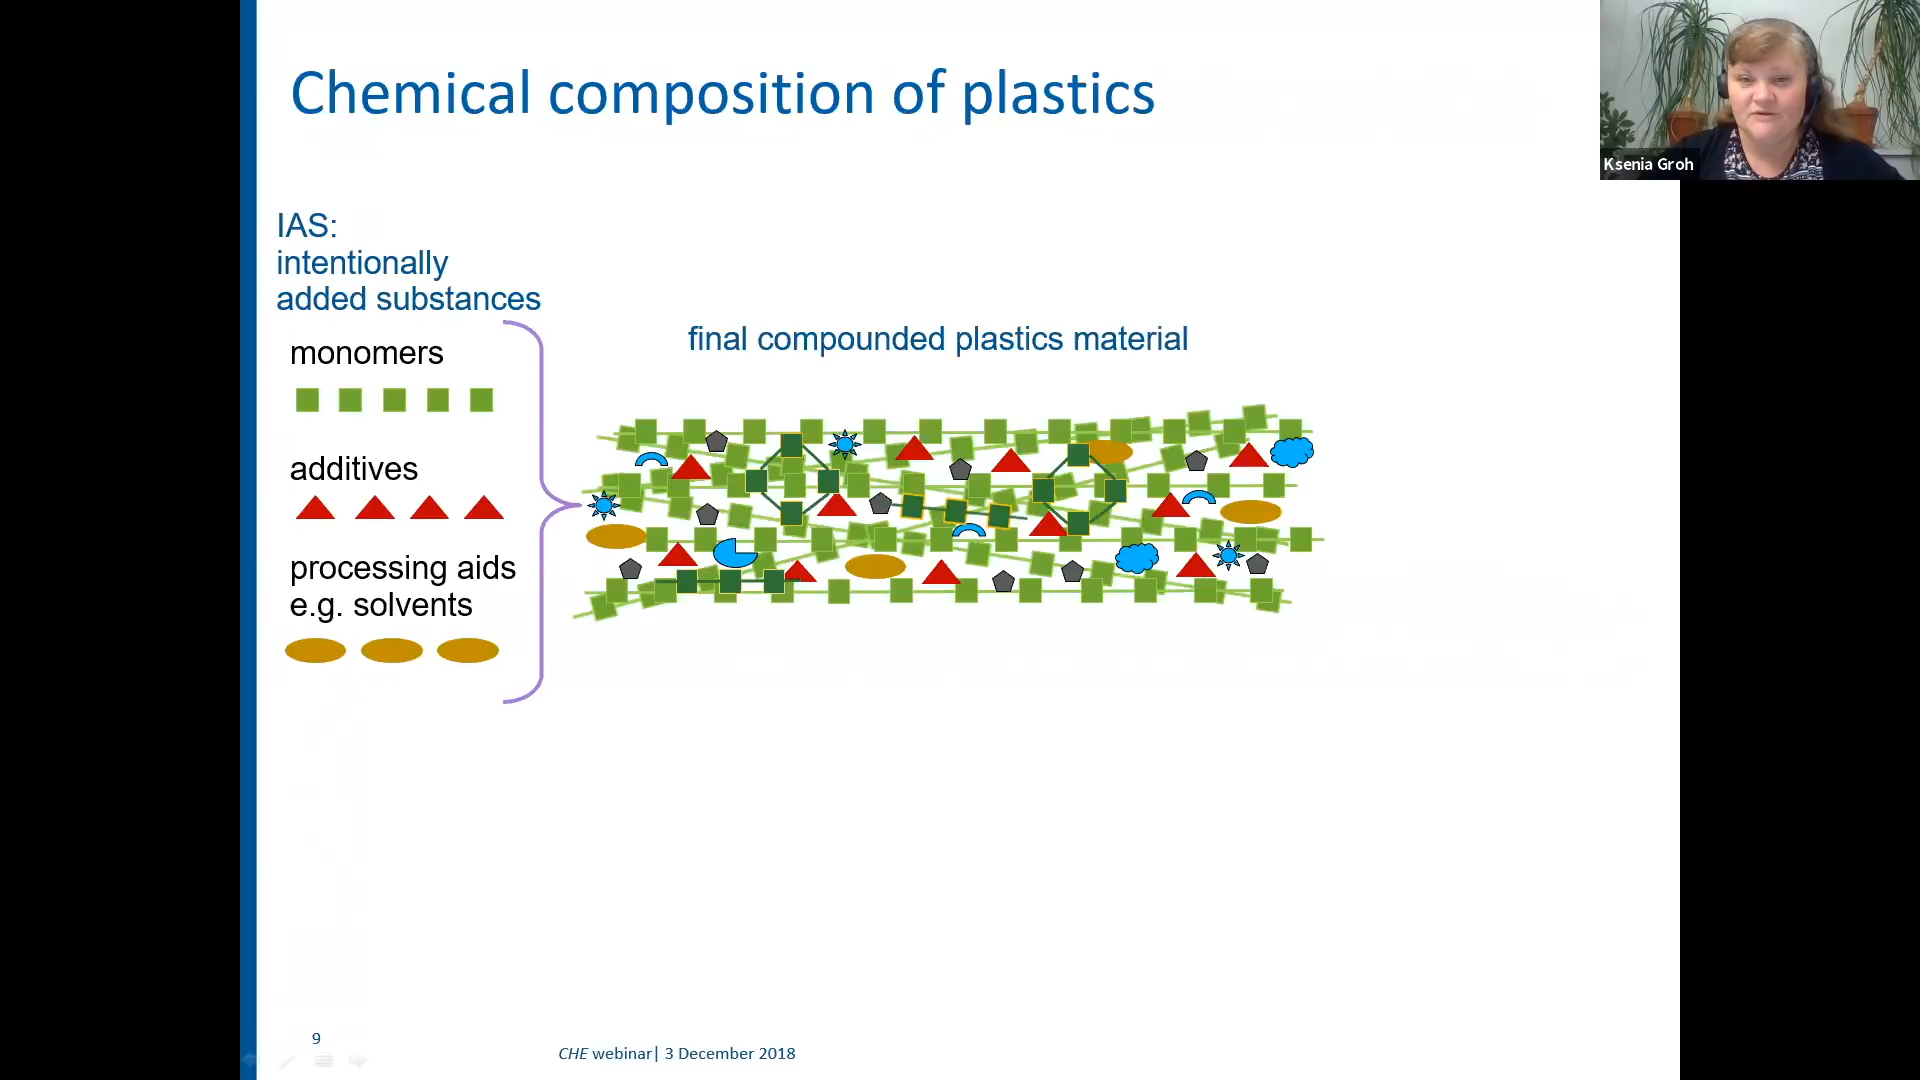 Chemical composition of plastics
Ksenia Groh
IAS:
intentionally
added substances
final compounded plastics material
monomers
additives
processing aids
e.g. solvents
9
CHE webinar| 3 December 2018